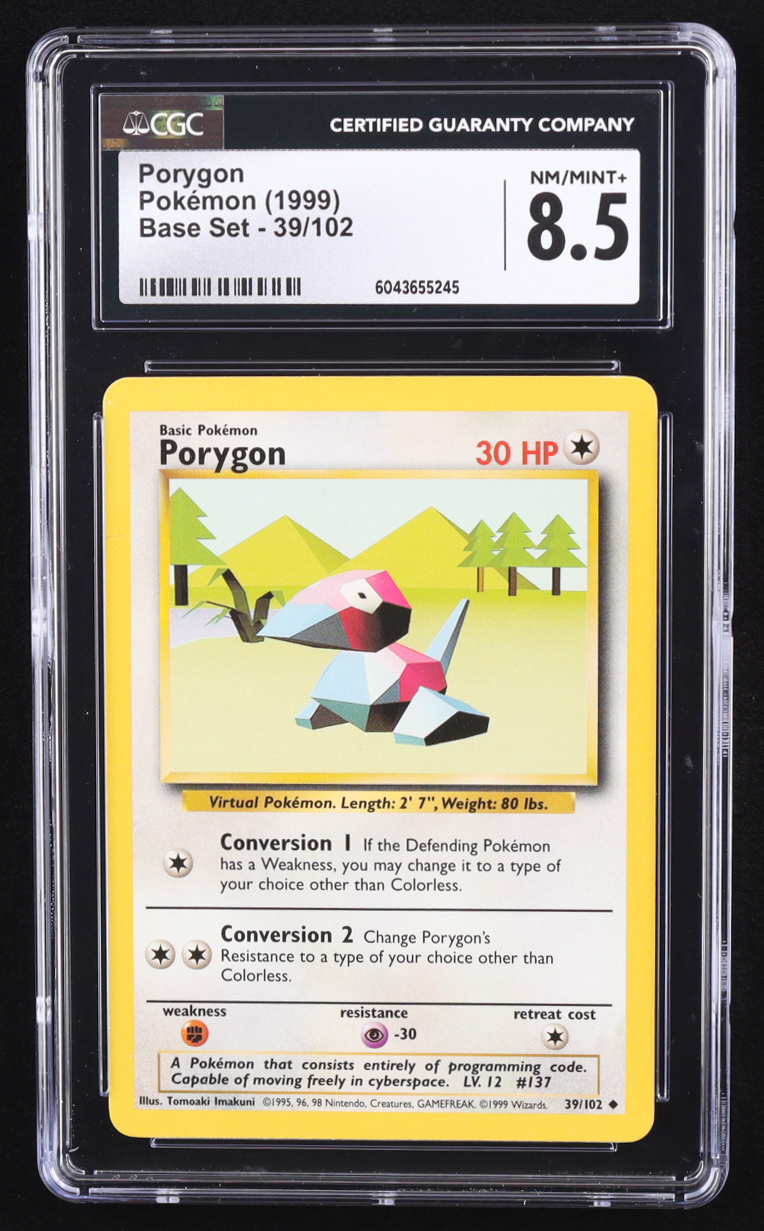 CGC
CERTIFIED GUARANTY COMPANY
Porygon
Pokémon (1999)
Base Set - 39/102
NM/MINT+
8.5
6043655245
Basic Pokémon
Porygon
30 HP
Virtual Pokémon. Length: 2' 7", Weight: 80 lbs.
Conversion 1 If the Defending Pokémon
has a Weakness, you may change it to a type of
your choice other than Colorless.
Conversion 2 Change Porygon's
Resistance to a type of your choice other than
Colorless.
weakness
resistance
retreat cost
-30
A Pokémon that consists entirely of programming code.
Capable of moving freely in cyberspace. LV. 12 #137
Illus. Tomoaki Imakuni ©1995, 96, 98 Nintendo, Creatures, GAMEFREAK. ©1999 Wizards. 39/102